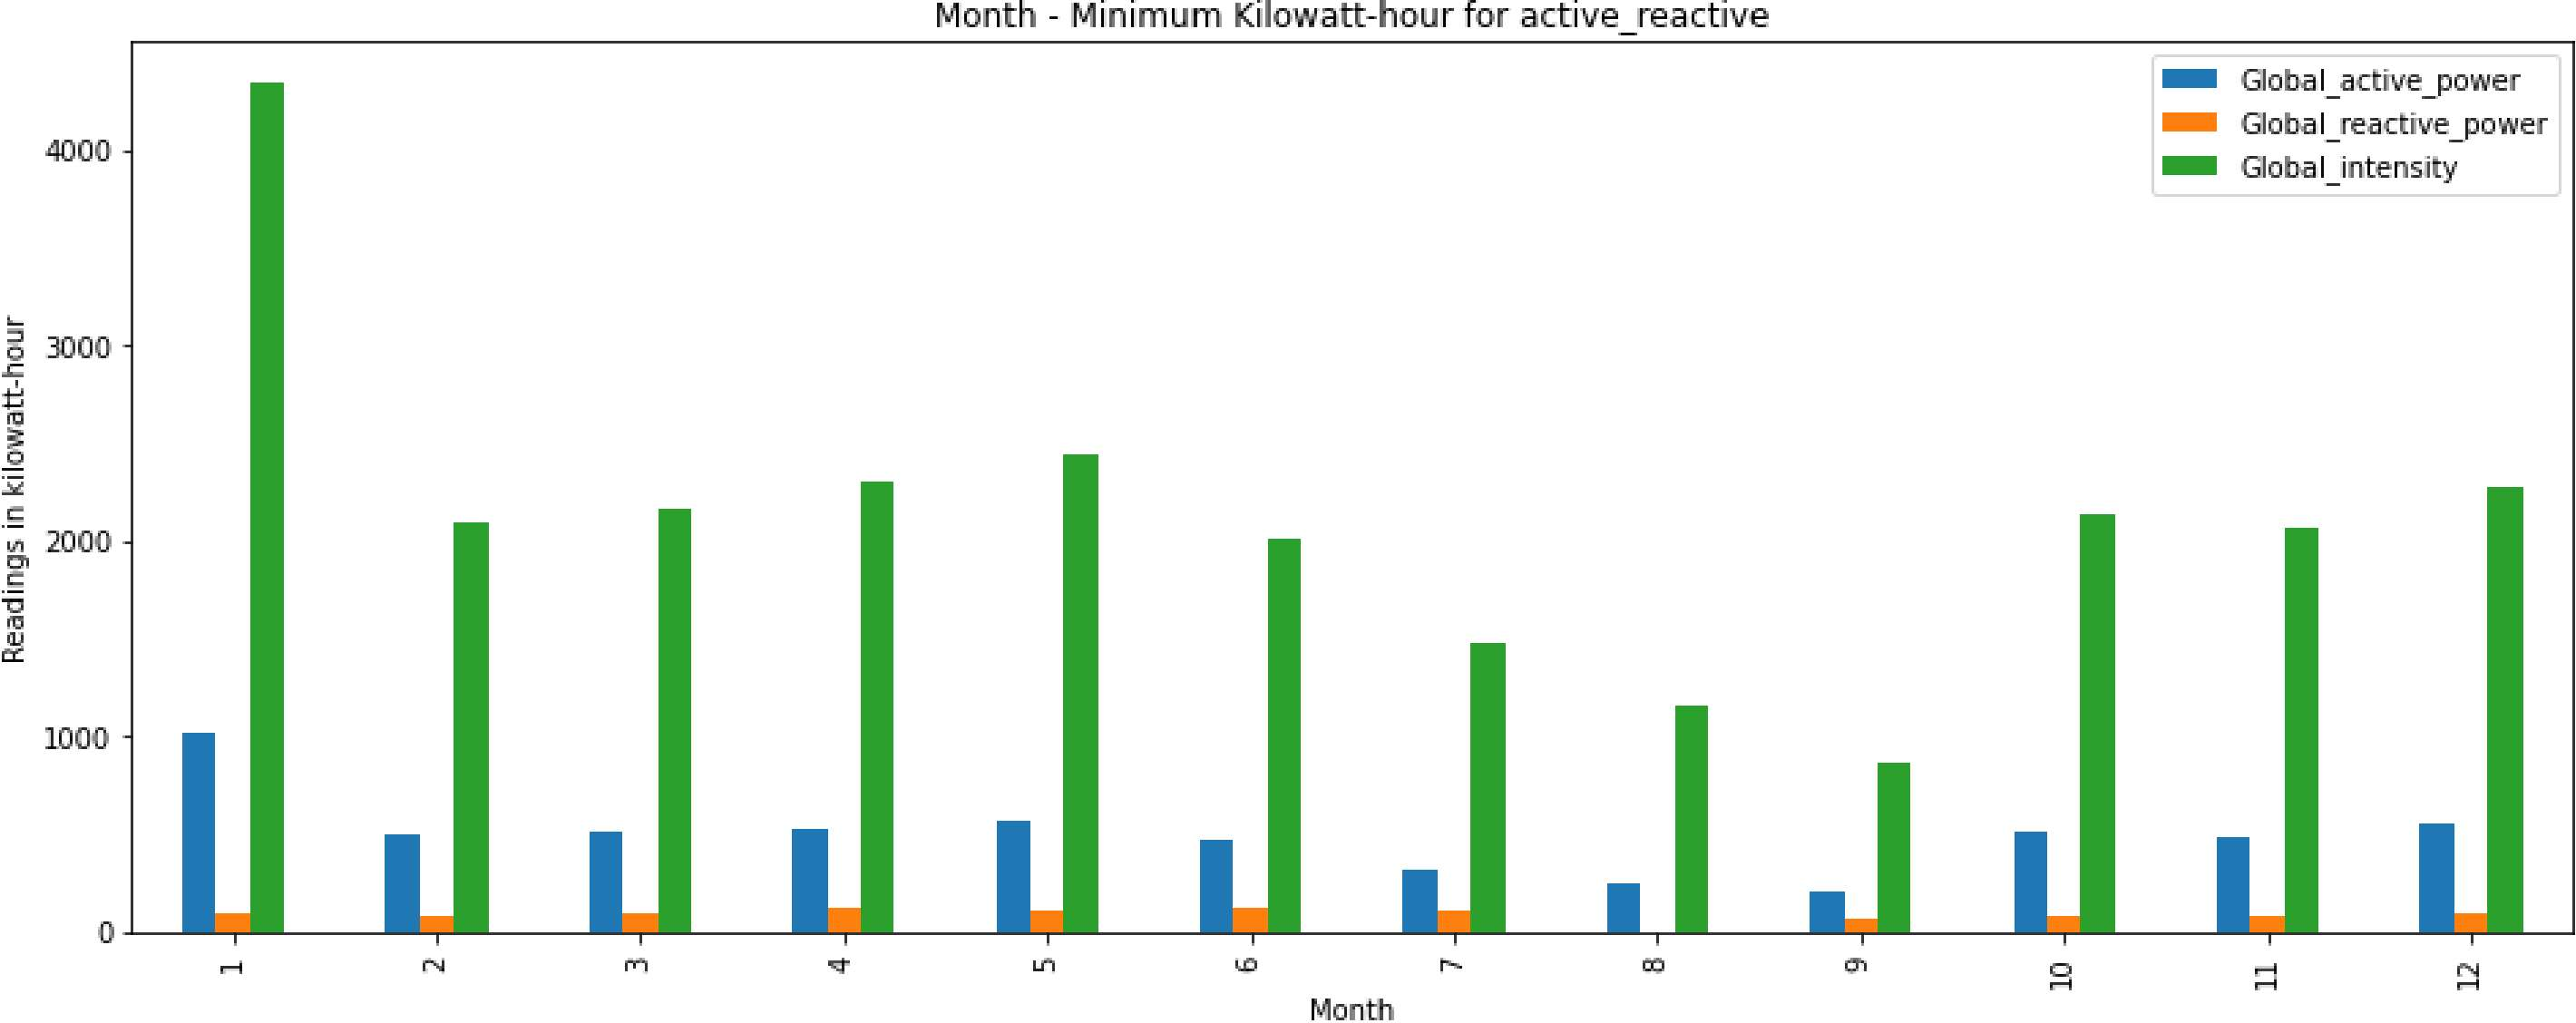 Month - Minimum Kilowatt-hour for active_reactive
Global_active_power
Global_reactive_power
Global_intensity
Readings in kilowatt-hour
4000
3000
2000
1000
0
1 2 3 4 5 6 7 8 9 10 11 12
Month